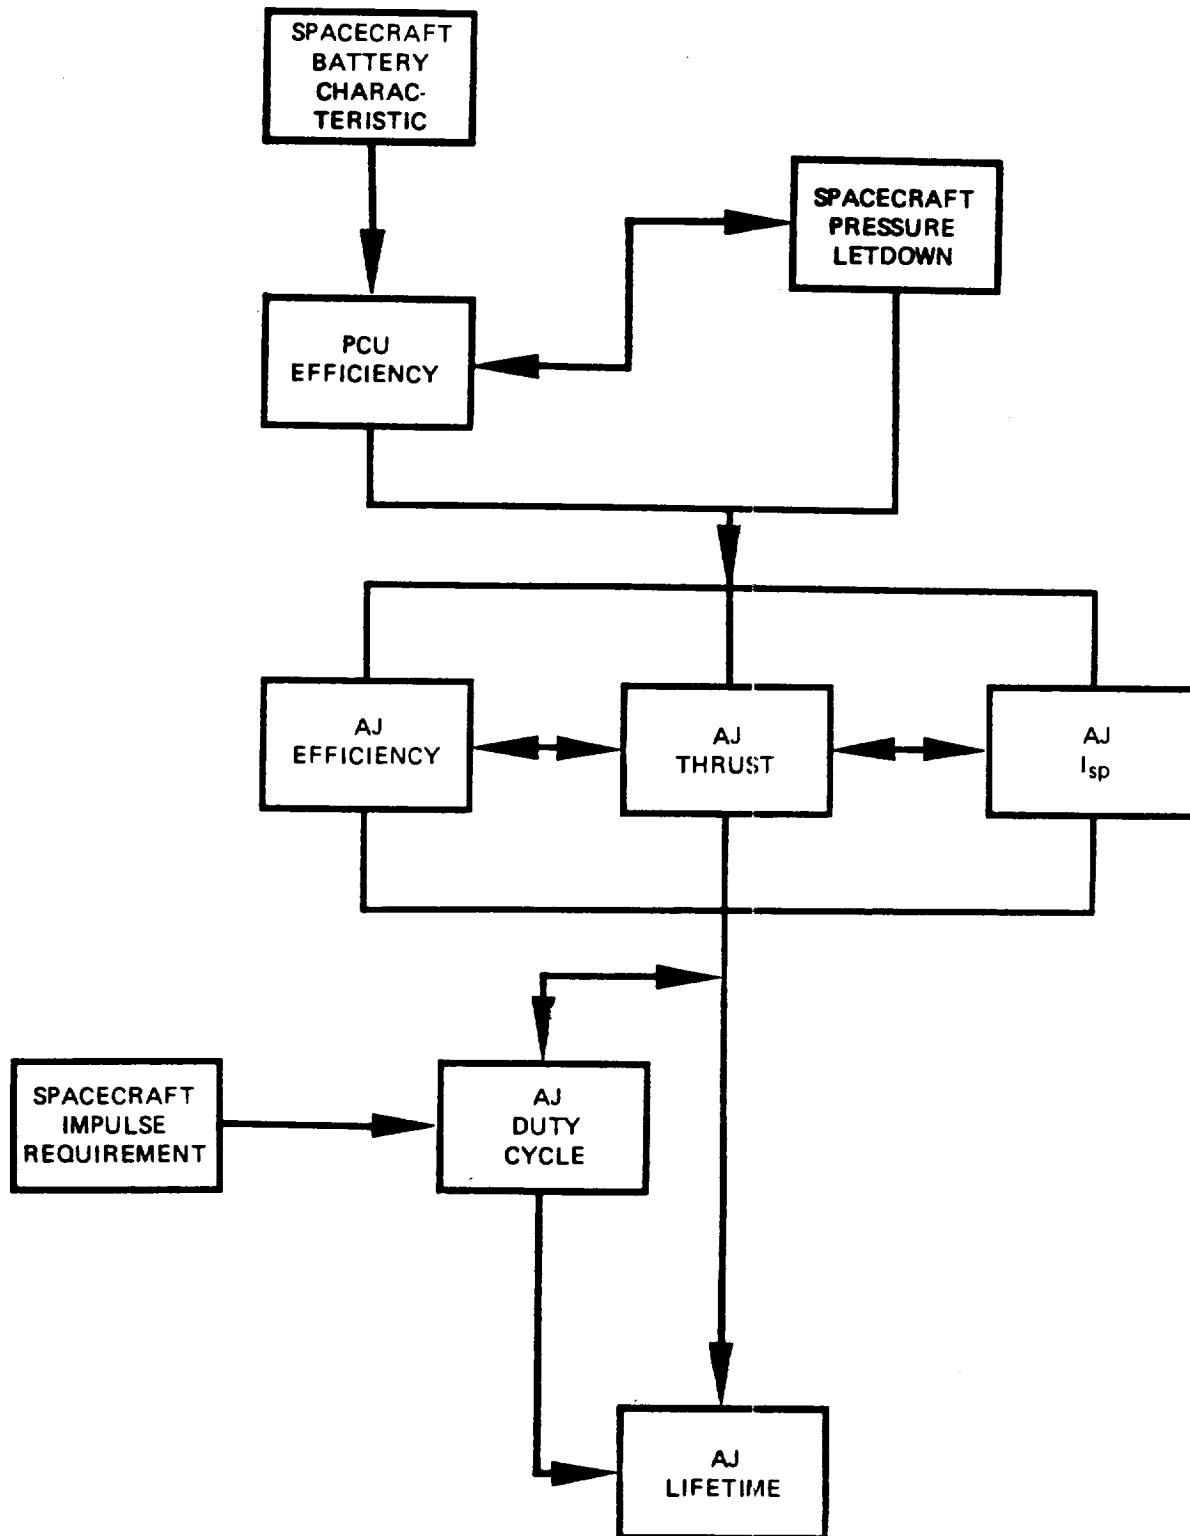 SPACECRAFT
BATTERY
CHARAC-
TERISTIC
SPACECRAFT
PRESSURE
LETDOWN
PCU
EFFICIENCY
AJ
EFFICIENCY
AJ
THRUST
AJ
Isp
SPACECRAFT
IMPULSE
REQUIREMENT
AJ
DUTY
CYCLE
AJ
LIFETIME